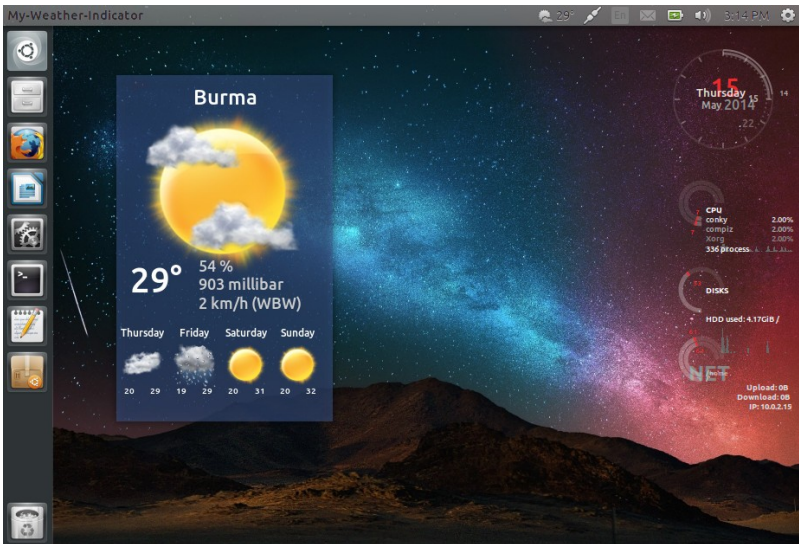 My-Weather-Indicator
29° En 3:14 PM
Burma
29°
54 %
903 millibar
2 km/h (WBW)
Thursday Friday Saturday Sunday
20 29 19 29 20 31 20 32
15
Thursday 15 14
May 2014
22
CPU
conky 2.00%
compiz 2.00%
Xorg 2.00%
336 process
DISKS
HDD used: 4.17GiB /
NET
Upload: 0B
Download: 0B
IP: 10.0.2.15